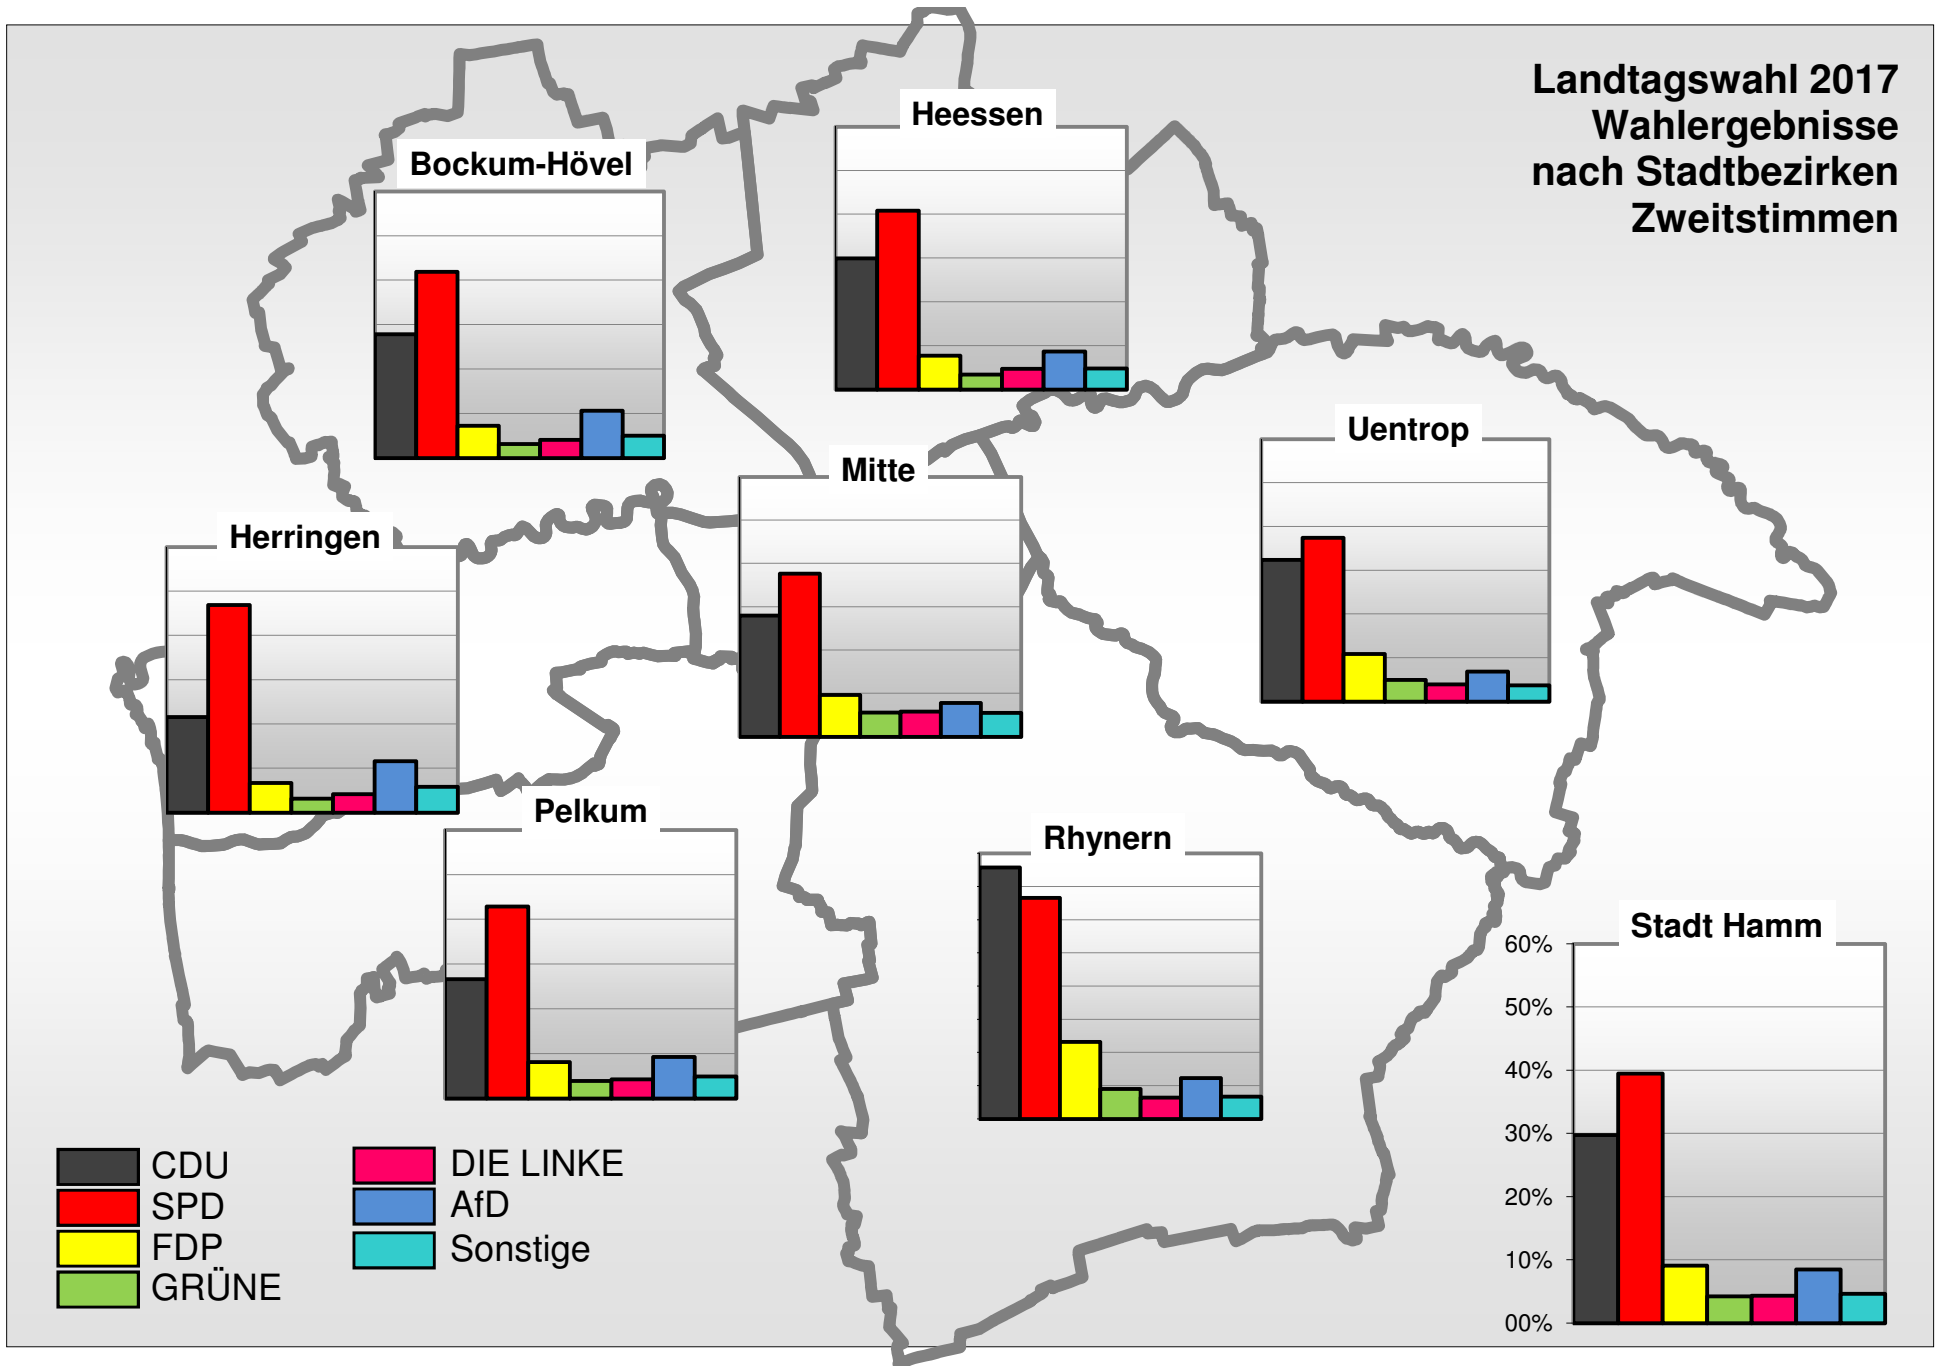 Landtagswahl 2017
Wahlergebnisse
nach Stadtbezirken
Zweitstimmen
Heessen
Bockum-Hövel
Uentrop
Mitte
Herringen
Pelkum
Rhynern
Stadt Hamm
60%
50%
40%
30%
20%
10%
00%
CDU
SPD
FDP
GRÜNE
DIE LINKE
AfD
Sonstige